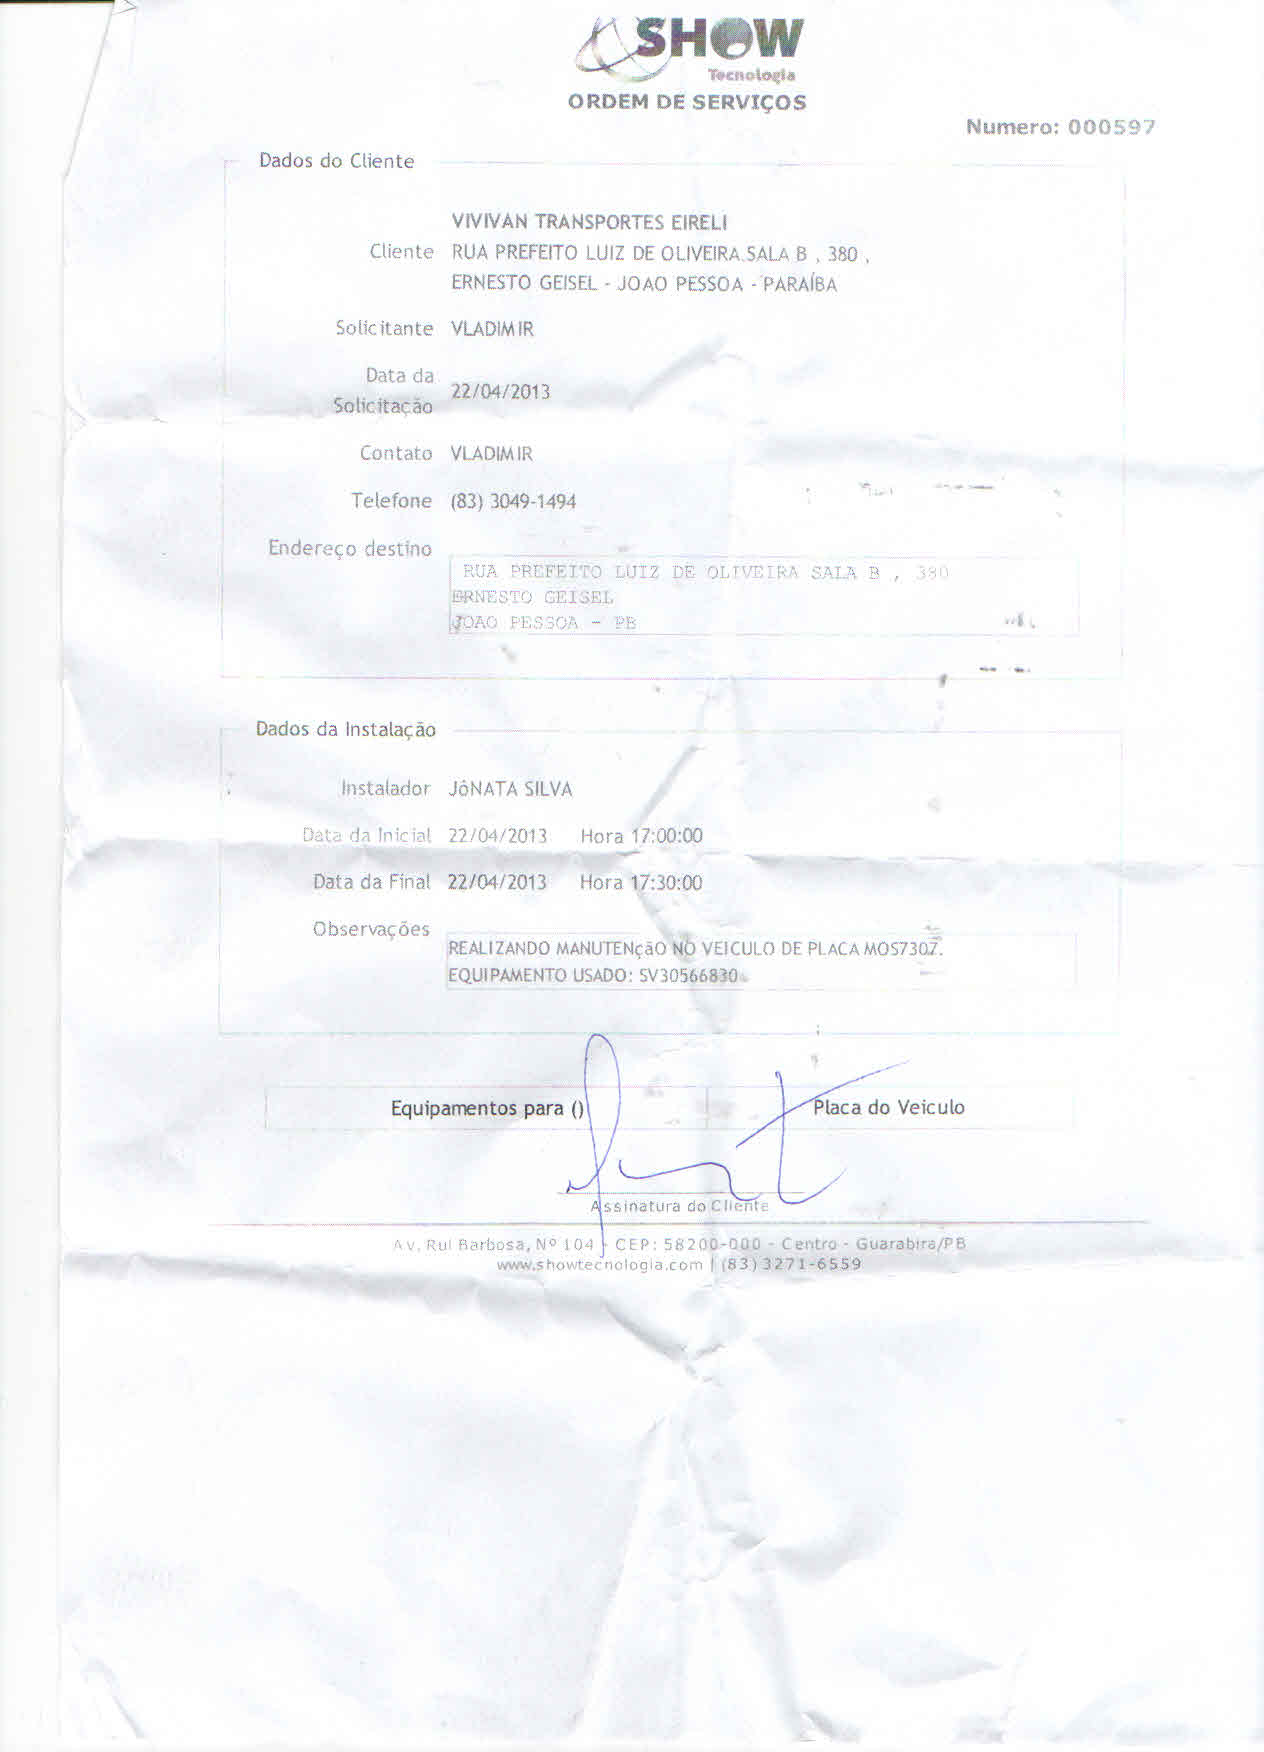 SHOW
Tecnologia
ORDEM DE SERVIÇOS
Numero: 000597
Dados do Cliente
VIVIVAN TRANSPORTES EIRELI
Cliente RUA PREFEITO LUIZ DE OLIVEIRA SALA B , 380 ,
ERNESTO GEISEL - JOAO PESSOA - PARAÍBA
Solicitante VLADIMIR
Data da
Solicitação 22/04/2013
Contato VLADIMIR
Telefone (83) 3049-1494
Endereço destino
RUA PREFEITO LUIZ DE OLIVEIRA SALA B , 380
ERNESTO GEISEL
JOAO PESSOA - PB
Dados da Instalação
Instalador JôNATA SILVA
Data da Inicial 22/04/2013 Hora 17:00:00
Data da Final 22/04/2013 Hora 17:30:00
Observações
REALIZANDO MANUTENçãO NO VEICULO DE PLACA MOS7307.
EQUIPAMENTO USADO: SV30566830
Equipamentos para () Placa do Veiculo
Assinatura do Cliente
Av. Rui Barbosa, Nº 104 - CEP: 58200-000 - Centro - Guarabira/PB
www.showtecnologia.com | (83) 3271-6559